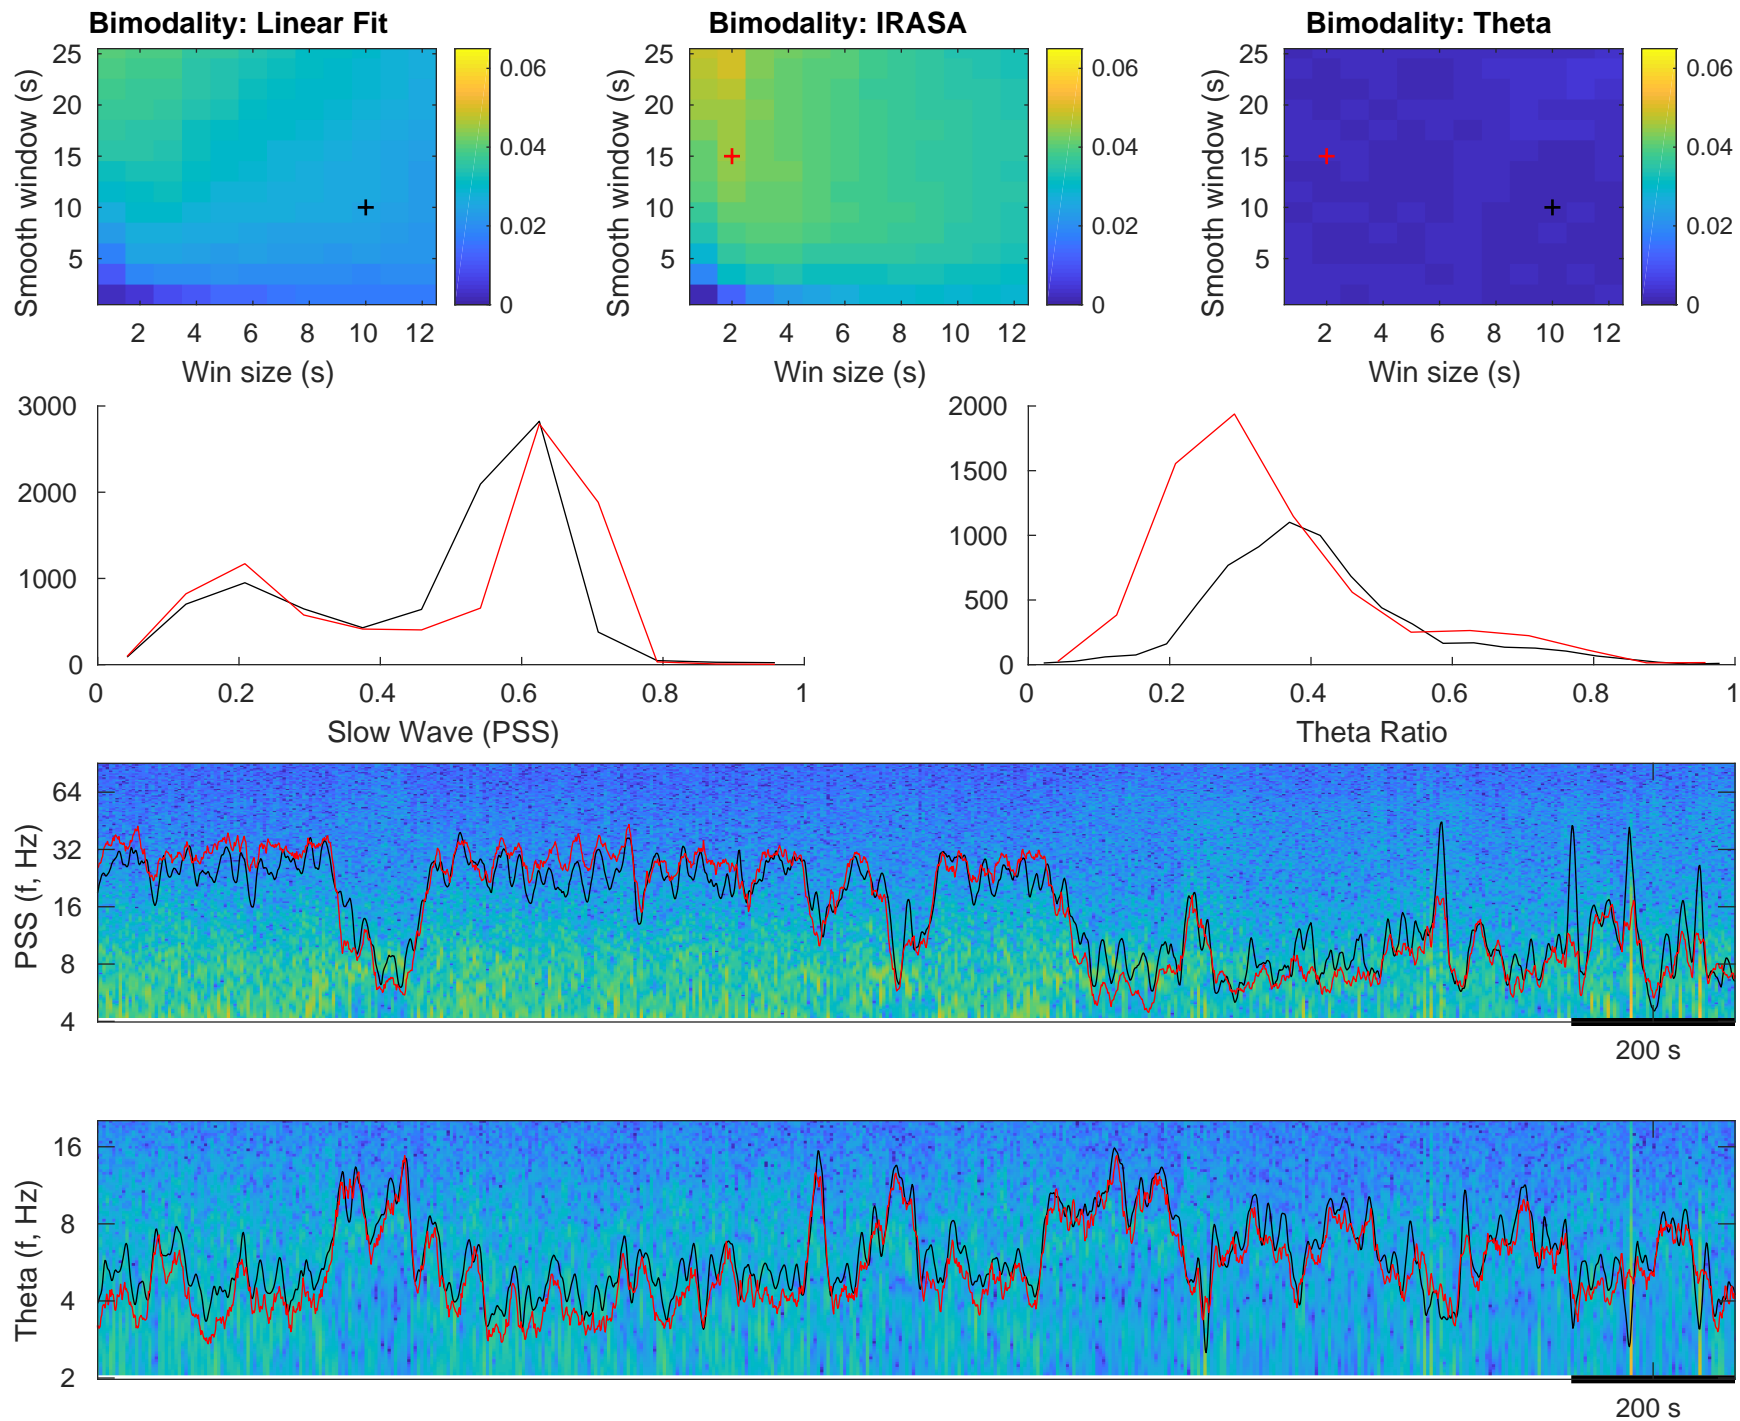 Bimodality: Linear Fit
Bimodality: IRASA
Bimodality: Theta
Smooth window (s)
25
20
15
10
5
2 4 6 8 10 12
Win size (s)
0.06
0.04
0.02
0
Smooth window (s)
25
20
15
10
5
2 4 6 8 10 12
Win size (s)
0.06
0.04
0.02
0
Smooth window (s)
25
20
15
10
5
2 4 6 8 10 12
Win size (s)
0.06
0.04
0.02
0
3000
2000
1000
0
0 0.2 0.4 0.6 0.8 1
Slow Wave (PSS)
2000
1500
1000
500
0
0 0.2 0.4 0.6 0.8 1
Theta Ratio
PSS (f, Hz)
64
32
16
8
4
200 s
Theta (f, Hz)
16
8
4
2
200 s